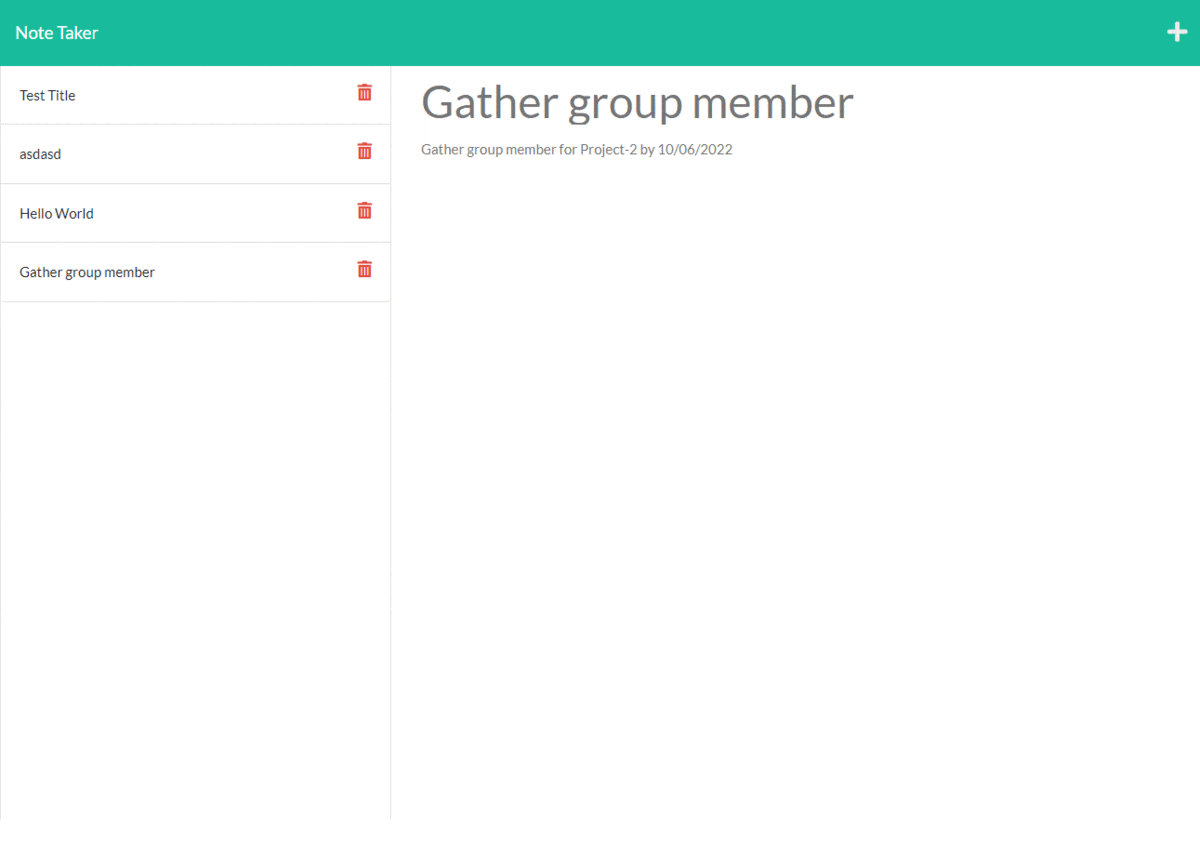 Note Taker
Test Title
asdasd
Hello World
Gather group member
Gather group member
Gather group member for Project-2 by 10/06/2022